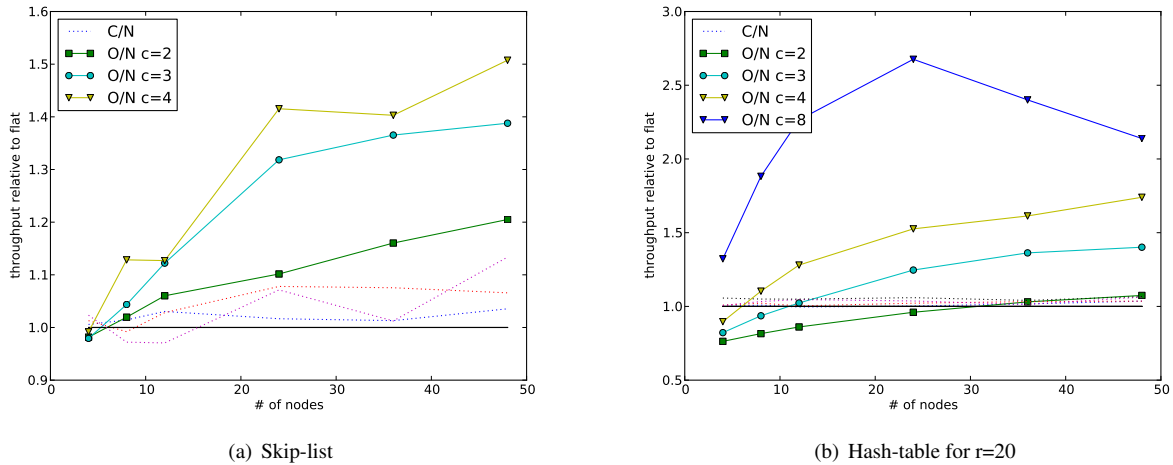 1.6
1.5
1.4
1.3
1.2
1.1
1.0
0.9
0 10 20 30 40 50
throughput relative to flat
# of nodes
C/N
O/N c=2
O/N c=3
O/N c=4
(a) Skip-list
3.0
2.5
2.0
1.5
1.0
0.5
0 10 20 30 40 50
throughput relative to flat
# of nodes
C/N
O/N c=2
O/N c=3
O/N c=4
O/N c=8
(b) Hash-table for r=20